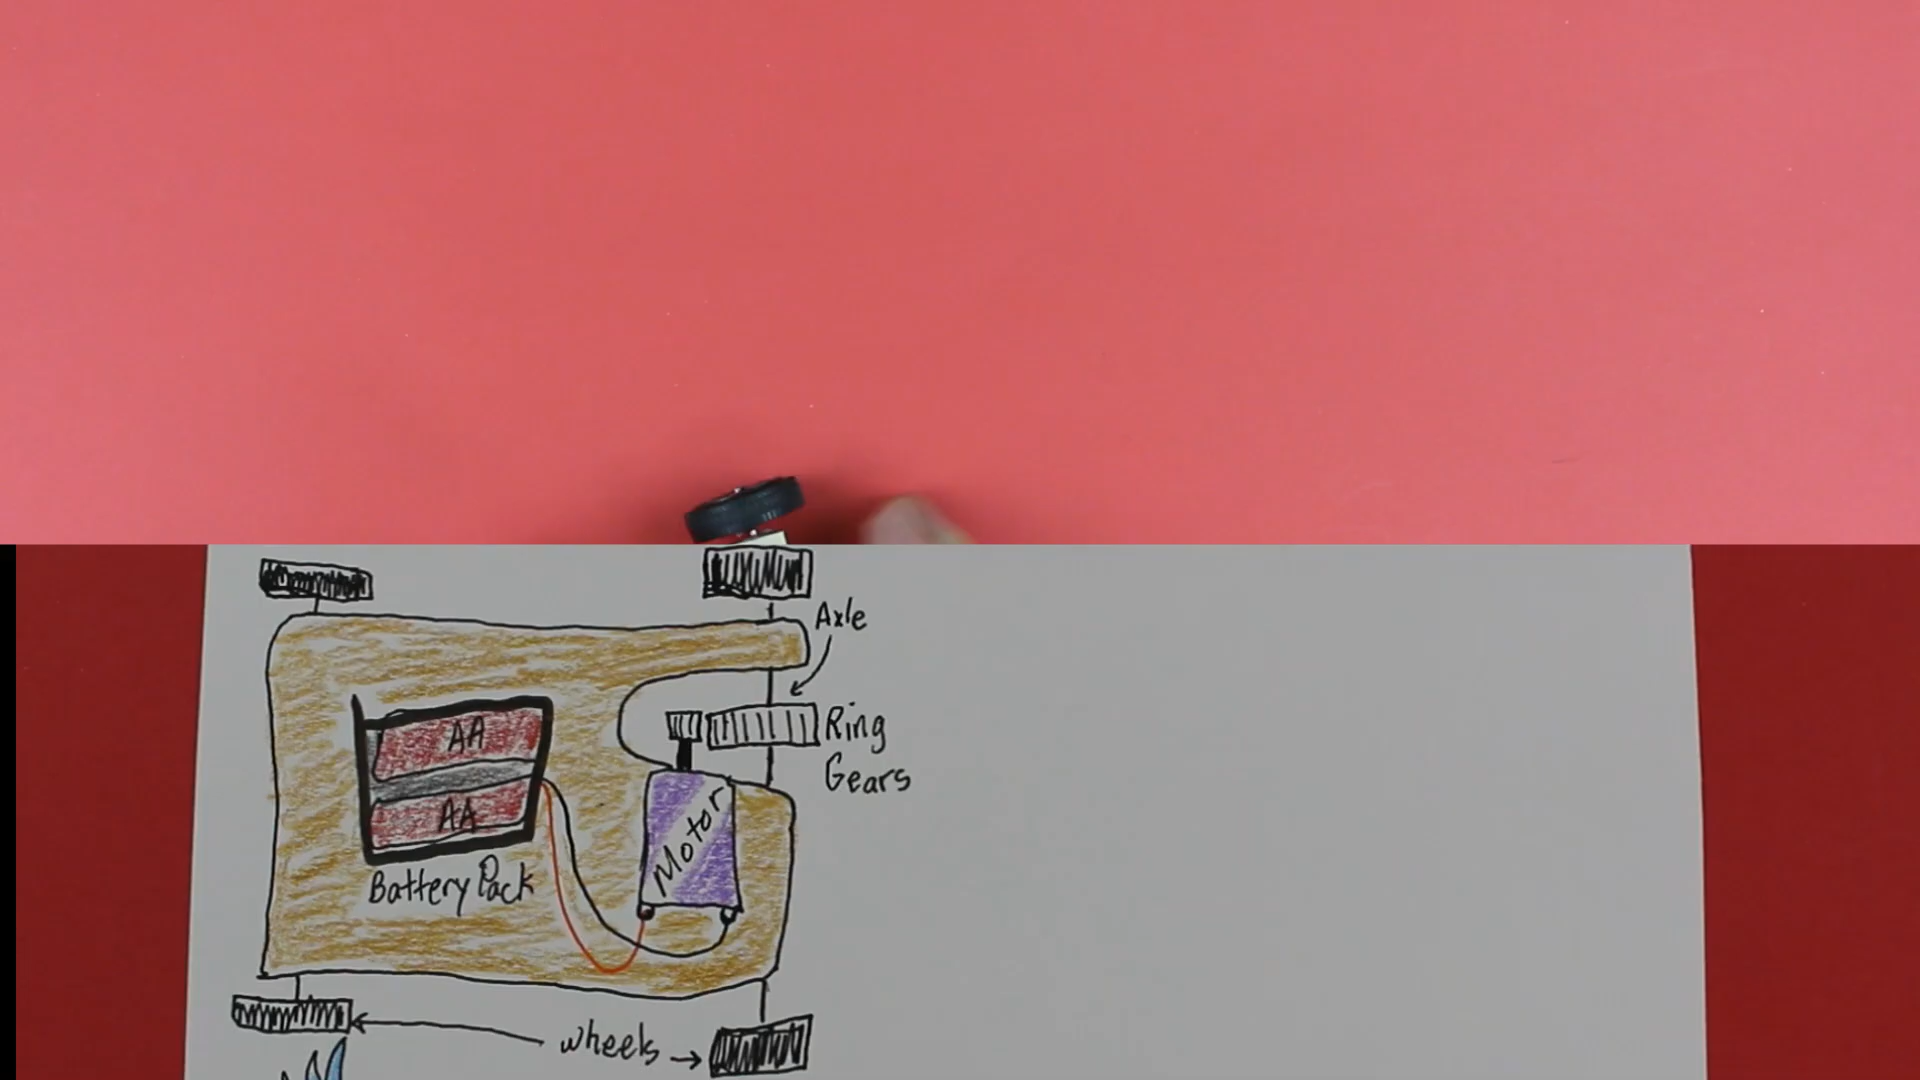 Axle
Ring
Gears
AA
AA
Motor
Battery Pack
wheels